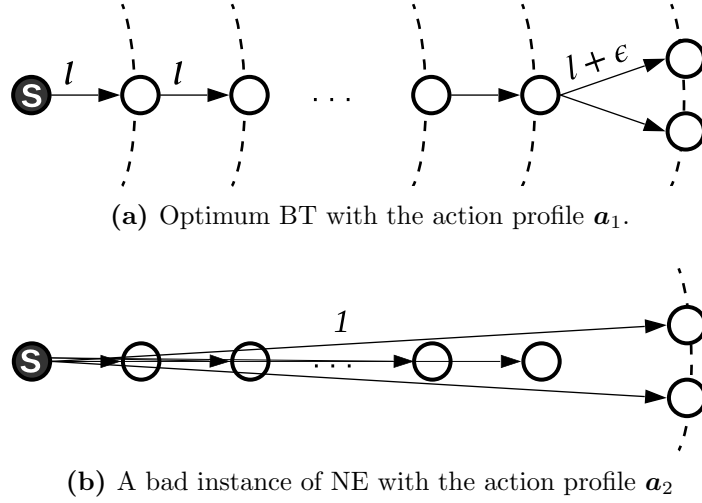 l l l + ϵ
S . . .
(a) Optimum BT with the action profile a₁.
1
S . . .
(b) A bad instance of NE with the action profile a₂